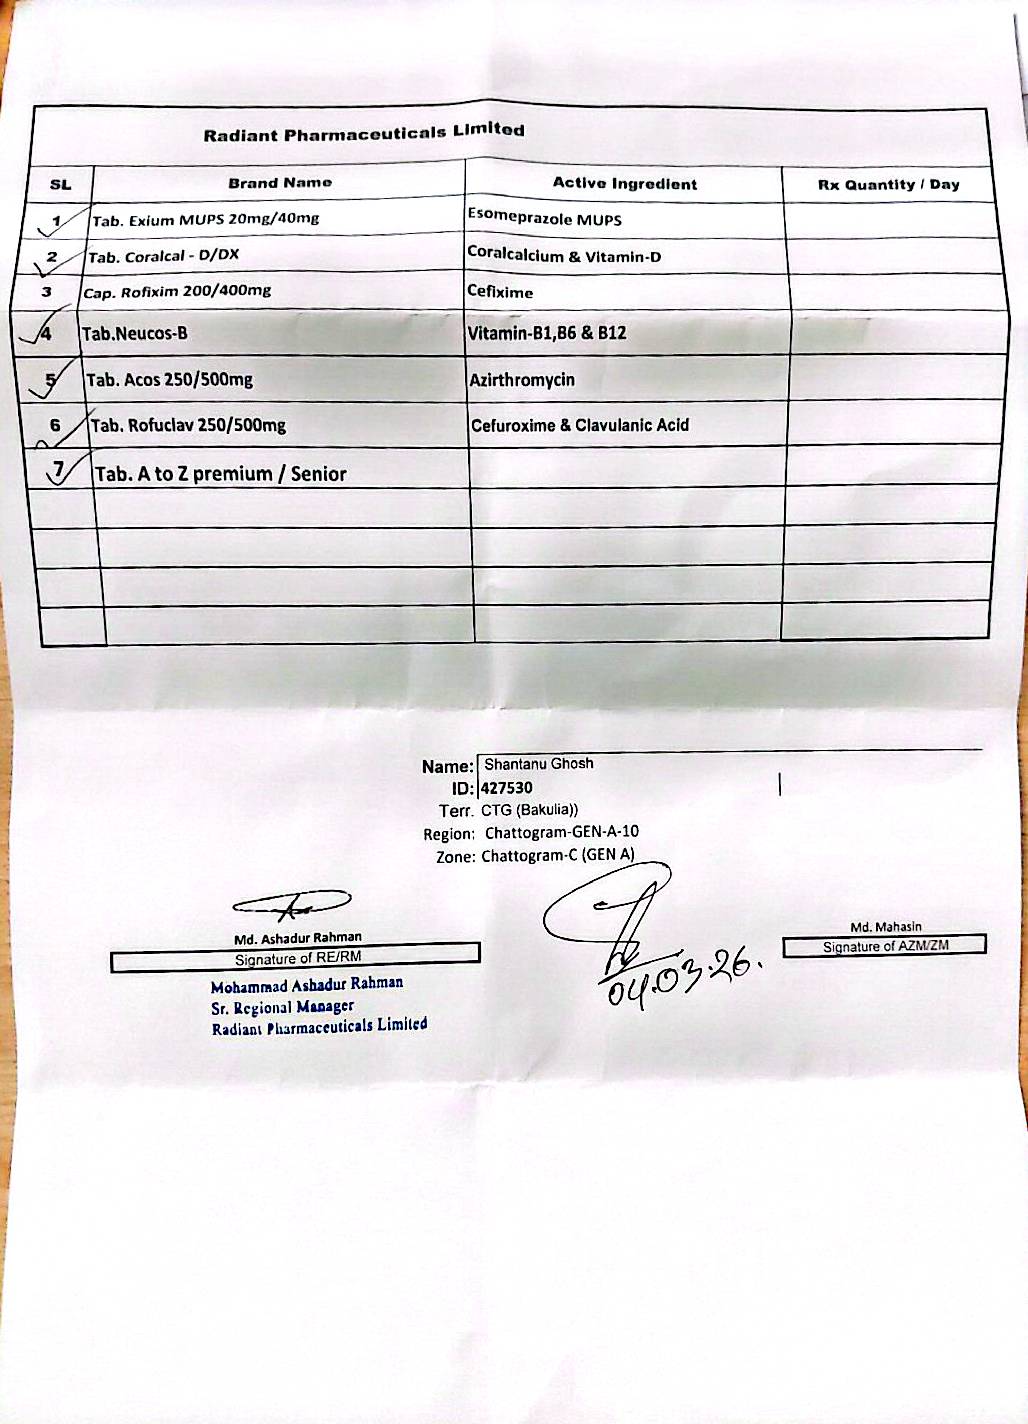 Radiant Pharmaceuticals Limited
SL Brand Name Active Ingredient Rx Quantity / Day
1 Tab. Exium MUPS 20mg/40mg Esomeprazole MUPS
2 Tab. Coralcal - D/DX Coralcalcium & Vitamin-D
3 Cap. Rofixim 200/400mg Cefixime
4 Tab.Neucos-B Vitamin-B1,B6 & B12
5 Tab. Acos 250/500mg Azirthromycin
6 Tab. Rofuclav 250/500mg Cefuroxime & Clavulanic Acid
7 Tab. A to Z premium / Senior
Name: Shantanu Ghosh
ID: 427530
Terr. CTG (Bakulia))
Region: Chattogram-GEN-A-10
Zone: Chattogram-C (GEN A)
Md. Ashadur Rahman
Signature of RE/RM
Mohammad Ashadur Rahman
Sr. Regional Manager
Radiant Pharmaceuticals Limited
04.03.26.
Md. Mahasin
Signature of AZM/ZM